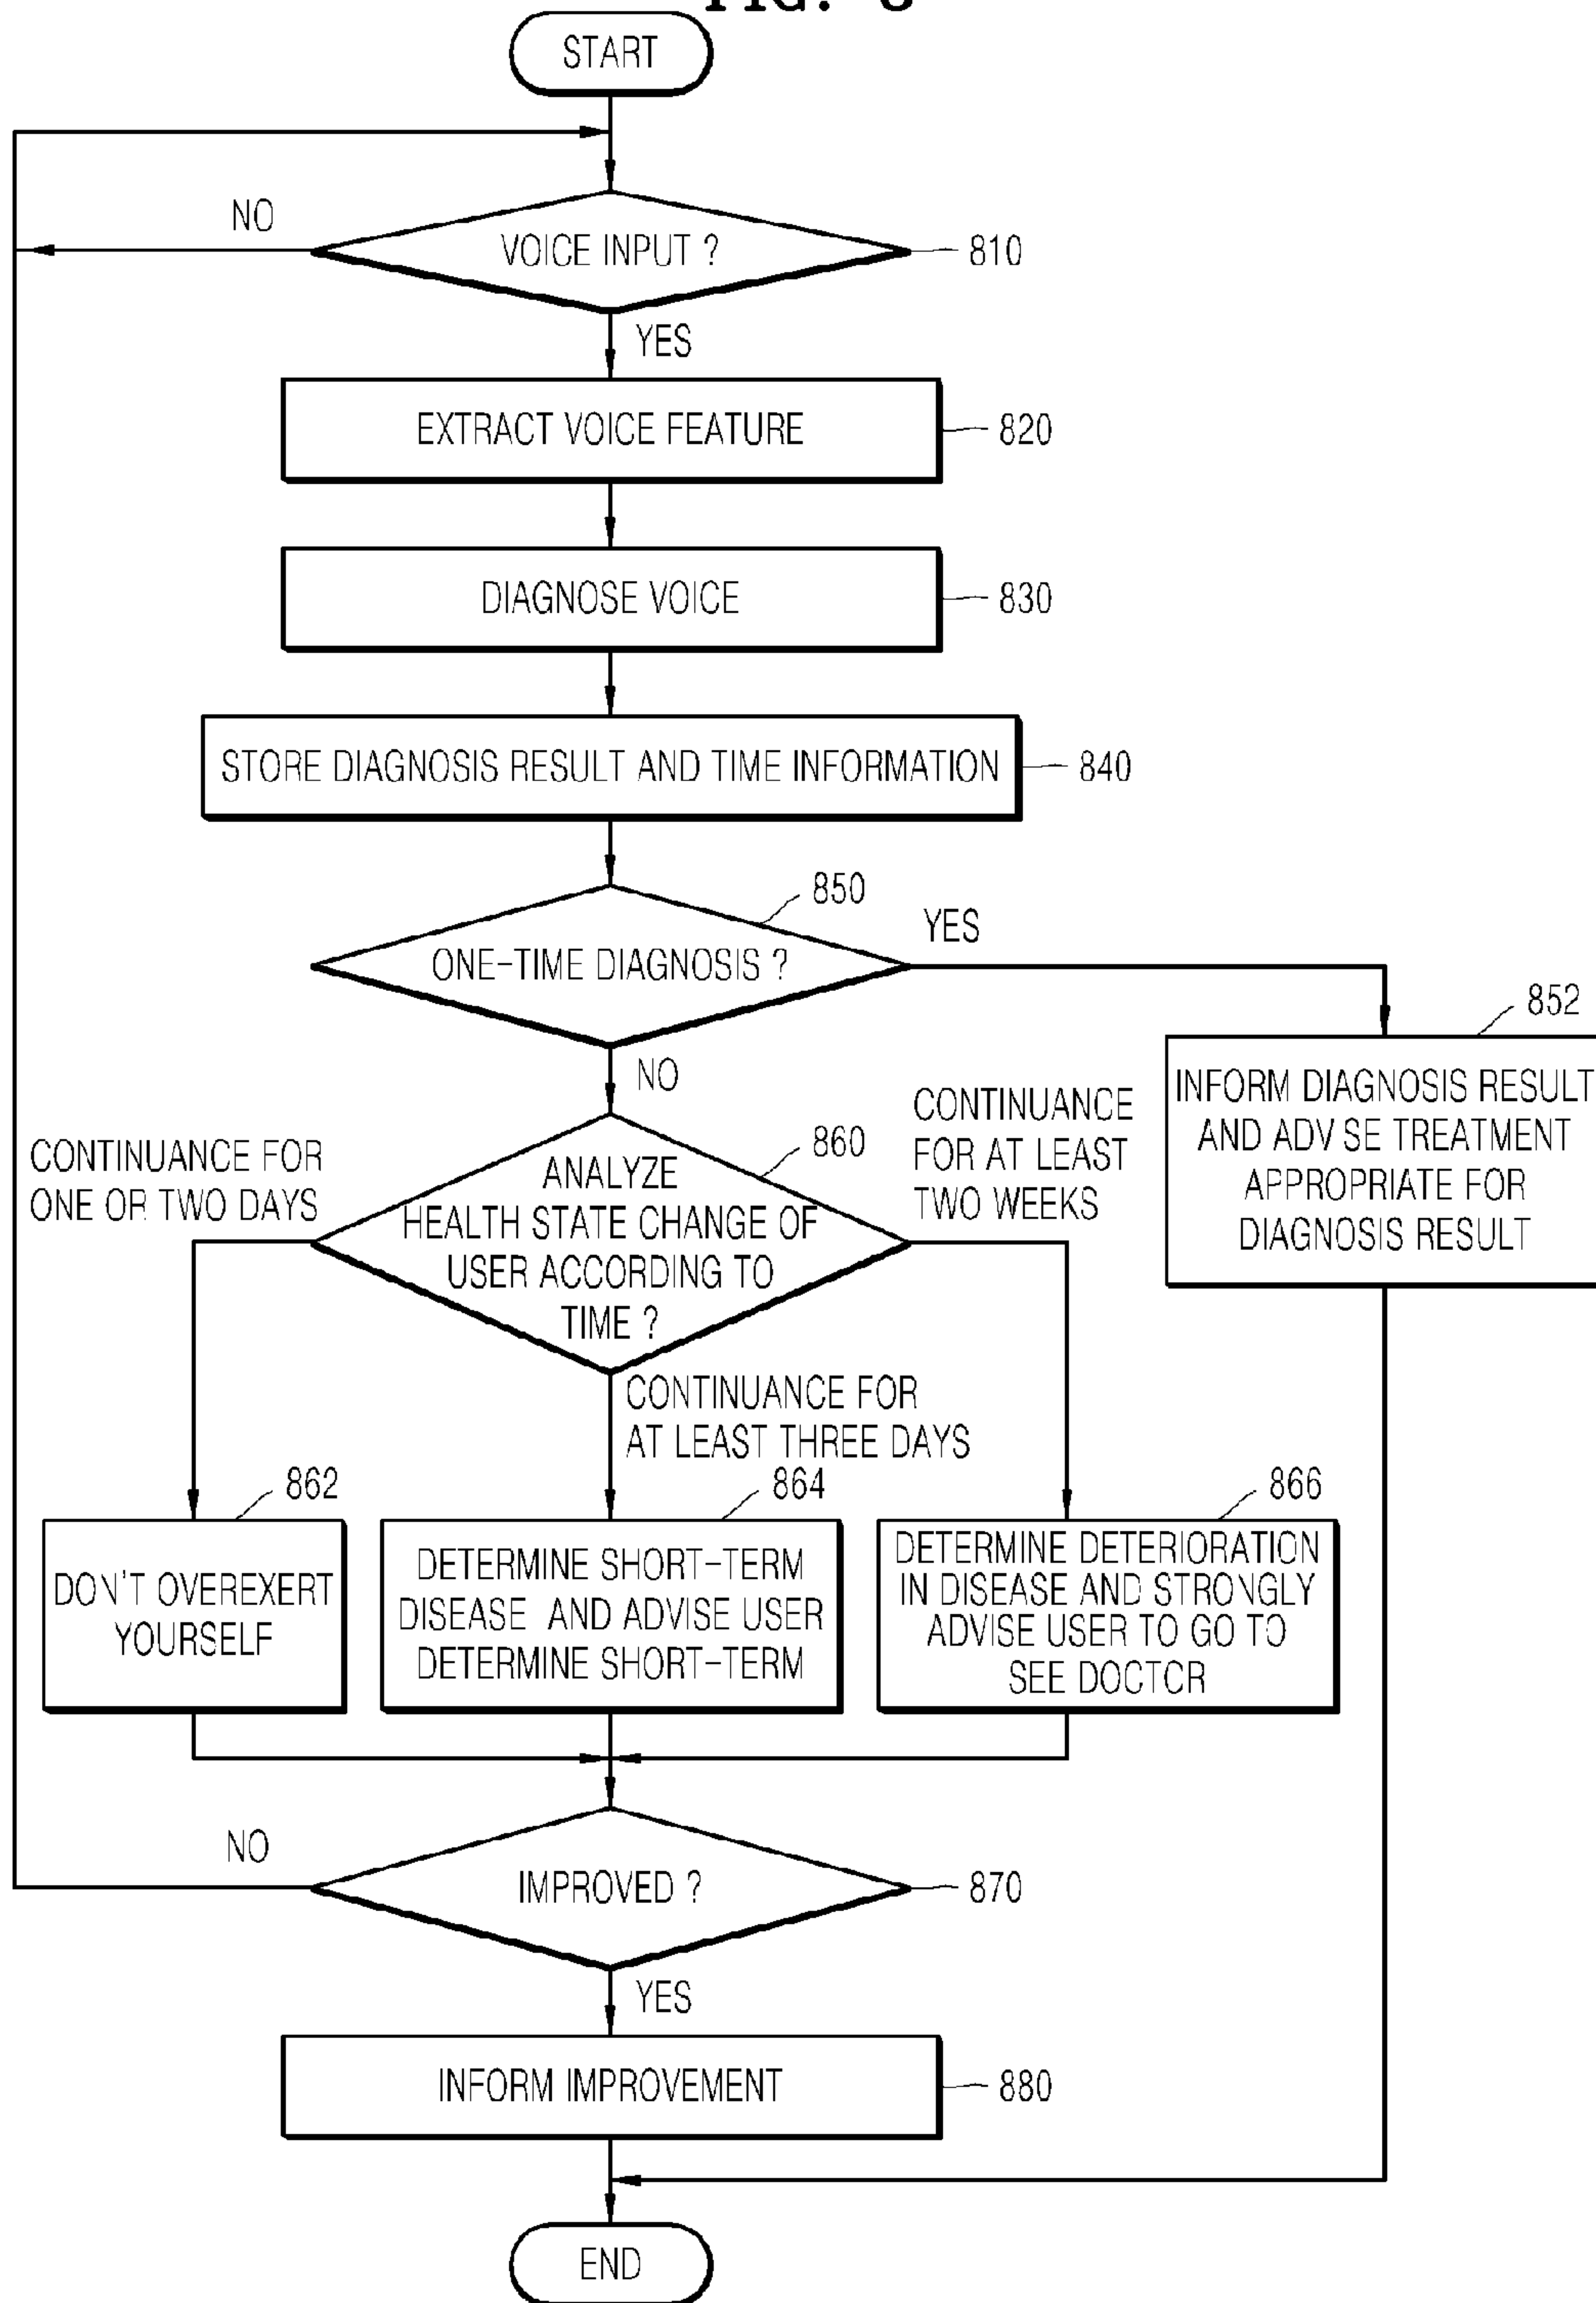 FIG. 8
START
NO
VOICE INPUT ?
810
YES
EXTRACT VOICE FEATURE
820
DIAGNOSE VOICE
830
STORE DIAGNOSIS RESULT AND TIME INFORMATION
840
850
YES
ONE-TIME DIAGNOSIS ?
852
INFORM DIAGNOSIS RESULT
AND ADVISE TREATMENT
APPROPRIATE FOR
DIAGNOSIS RESULT
NO
CONTINUANCE FOR
ONE OR TWO DAYS
860
ANALYZE
HEALTH STATE CHANGE OF
USER ACCORDING TO
TIME ?
CONTINUANCE
FOR AT LEAST
TWO WEEKS
CONTINUANCE FOR
AT LEAST THREE DAYS
862
DON'T OVEREXERT
YOURSELF
864
DETERMINE SHORT-TERM
DISEASE AND ADVISE USER
DETERMINE SHORT-TERM
866
DETERMINE DETERIORATION
IN DISEASE AND STRONGLY
ADVISE USER TO GO TO
SEE DOCTOR
NO
IMPROVED ?
870
YES
INFORM IMPROVEMENT
880
END